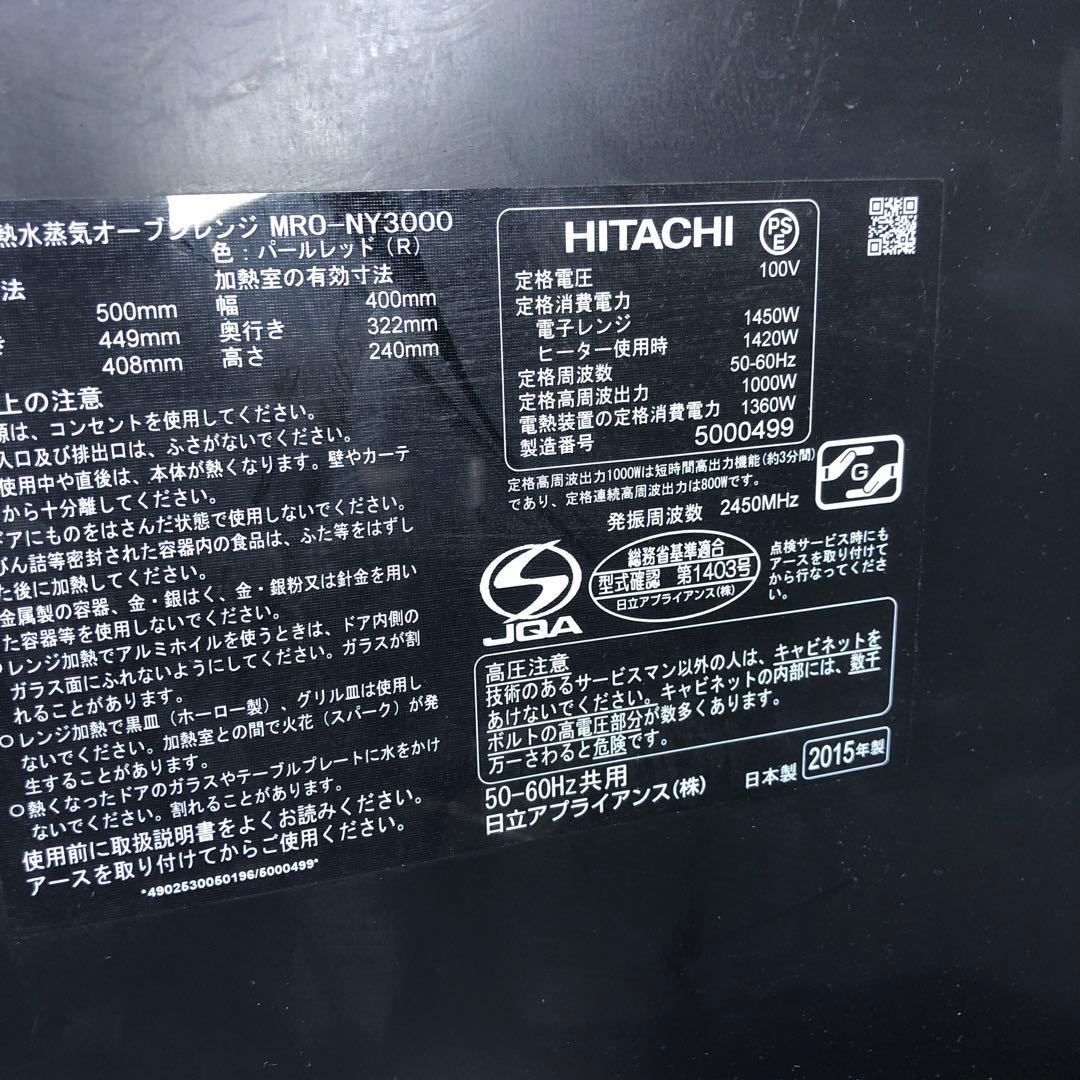 熱水蒸気オーブンレンジ MRO-NY3000
色：パールレッド（R）
法
加熱室の有効寸法
500mm 幅 400mm
き 449mm 奥行き 322mm
408mm 高さ 240mm
上の注意
源は、コンセントを使用してください。
入口及び排出口は、ふさがないでください。
使用中や直後は、本体が熱くなります。壁やカーテ
から十分離してください。
ドアにものをはさんだ状態で使用しないでください。
びん詰等密封された容器内の食品は、ふた等をはずし
た後に加熱してください。
金属製の容器、金・銀はく、金・銀粉又は針金を用い
た容器等を使用しないでください。
レンジ加熱でアルミホイルを使うときは、ドア内側の
ガラス面にふれないようにしてください。ガラスが割
れることがあります。
○レンジ加熱で黒皿（ホーロー製）、グリル皿は使用し
ないでください。加熱室との間で火花（スパーク）が発
生することがあります。
○熱くなったドアのガラスやテーブルプレートに水をかけ
ないでください。割れることがあります。
使用前に取扱説明書をよくお読みください。
アースを取り付けてからご使用ください。
*4902530050196/5000499*
HITACHI PSE
定格電圧 100V
定格消費電力
電子レンジ 1450W
ヒーター使用時 1420W
定格周波数 50-60Hz
定格高周波出力 1000W
電熱装置の定格消費電力 1360W
製造番号 5000499
定格高周波出力1000Wは短時間高出力機能(約3分間)
であり、定格連続高周波出力は800Wです。
発振周波数 2450MHz
G
点検サービス時にも
アースを取り付けて
から行なってくださ
い。
JQA
総務省基準適合
型式確認 第1403号
日立アプライアンス(株)
高圧注意
技術のあるサービスマン以外の人は、キャビネットを
あけないでください。キャビネットの内部には、数千
ボルトの高電圧部分が数多くあります。
万一さわると危険です。
50-60Hz共用
日立アプライアンス(株) 日本製 2015年製